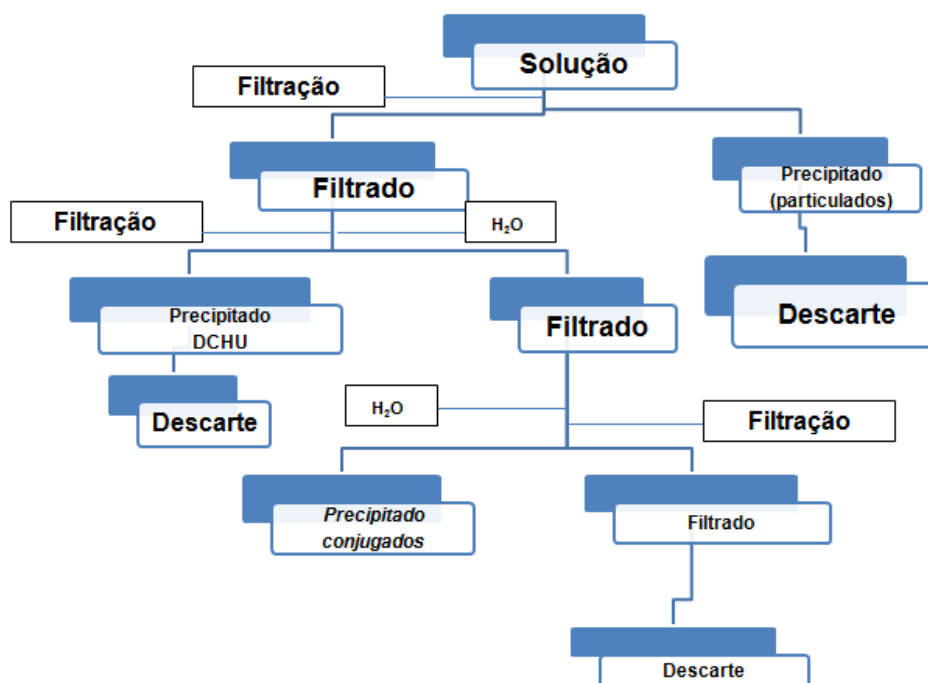 Solução
Filtração
Filtrado
Precipitado
(particulados)
Filtração
H₂O
Descarte
Precipitado
DCHU
Filtrado
Descarte
H₂O
Filtração
Precipitado
conjugados
Filtrado
Descarte